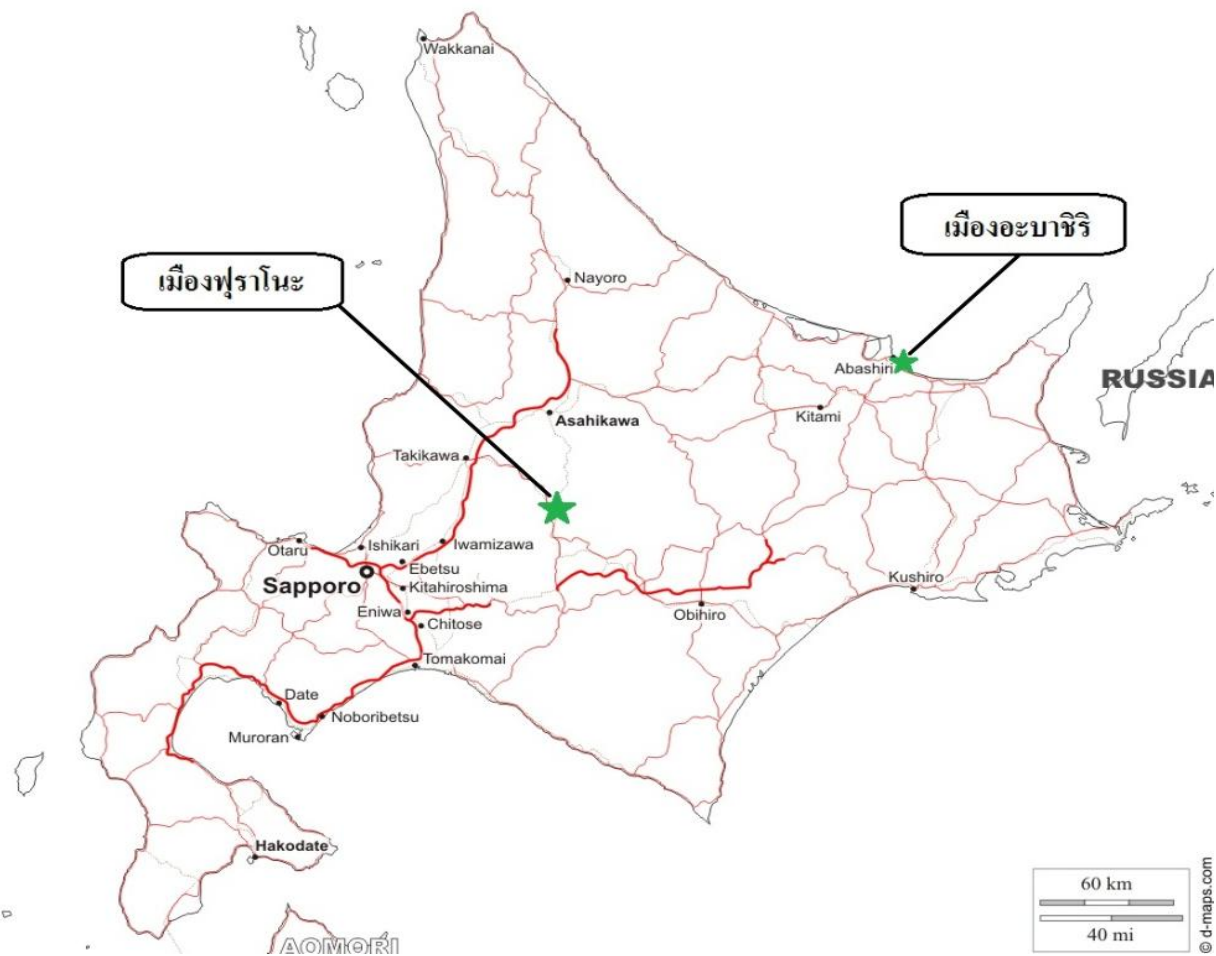 Wakkanai
เมืองอะบาชิริ
เมืองฟุราโนะ
Nayoro
Abashiri
RUSSIA
Kitami
Asahikawa
Takikawa
Otaru
Ishikari
Iwamizawa
Ebetsu
Sapporo
Kitahiroshima
Kushiro
Eniwa
Obihiro
Chitose
Tomakomai
Date
Noboribetsu
Muroran
Hakodate
60 km
40 mi
© d-maps.com
AOMORI